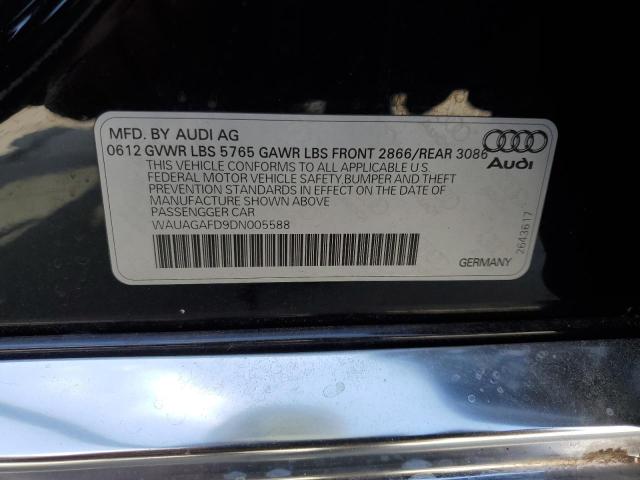 MFD. BY AUDI AG
0612 GVWR LBS 5765 GAWR LBS FRONT 2866/REAR 3086
THIS VEHICLE CONFORMS TO ALL APPLICABLE U.S.
FEDERAL MOTOR VEHICLE SAFETY,BUMPER AND THEFT
PREVENTION STANDARDS IN EFFECT ON THE DATE OF
MANUFACTURE SHOWN ABOVE
PASSENGGER CAR
WAUAGAFD9DN005588
Audi
2643617
GERMANY